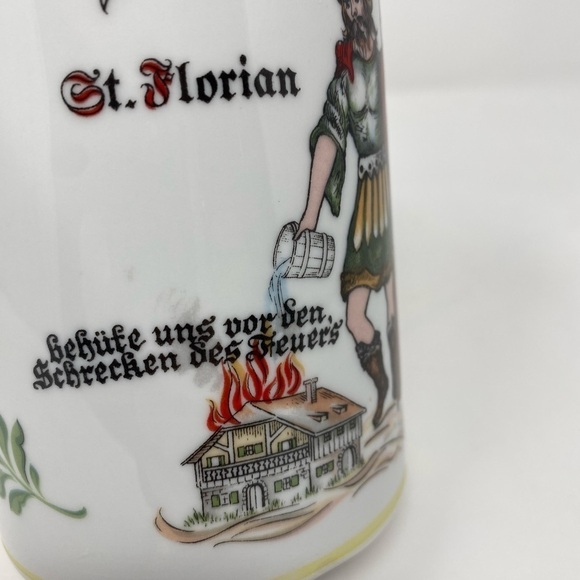 St. Florian
behüte uns vor den
Schrecken des Feuers